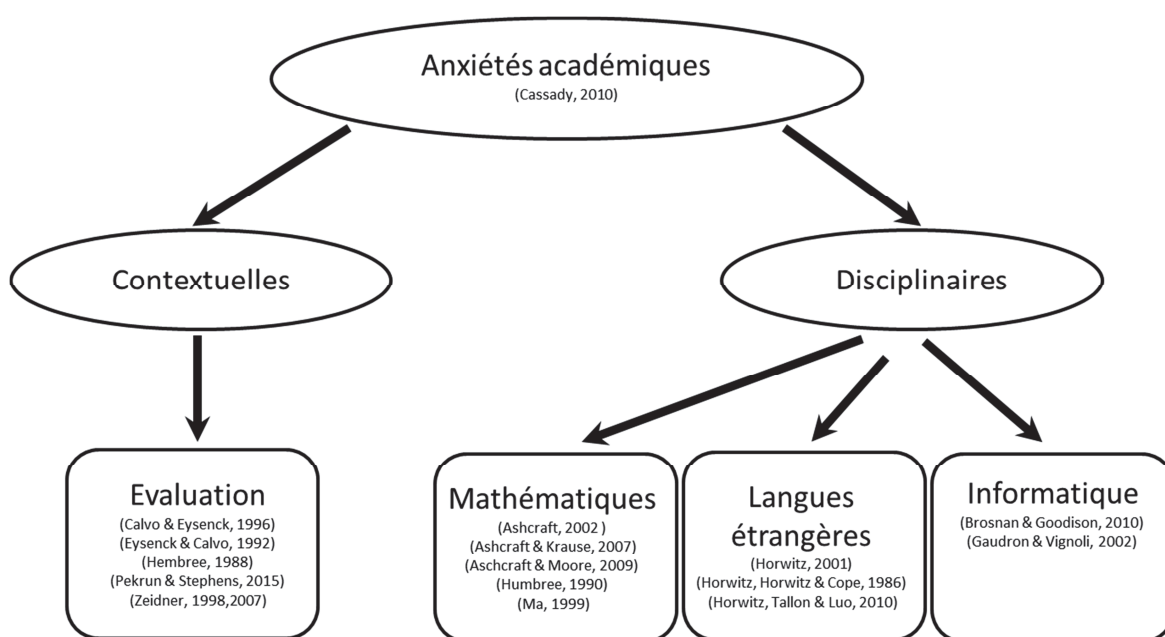 Anxiétés académiques
(Cassady, 2010)
Contextuelles
Disciplinaires
Evaluation
(Calvo & Eysenck, 1996)
(Eysenck & Calvo, 1992)
(Hembree, 1988)
(Pekrun & Stephens, 2015)
(Zeidner, 1998,2007)
Mathématiques
(Ashcraft, 2002 )
(Ashcraft & Krause, 2007)
(Aschcraft & Moore, 2009)
(Humbree, 1990)
(Ma, 1999)
Langues
étrangères
(Horwitz, 2001)
(Horwitz, Horwitz & Cope, 1986)
(Horwitz, Tallon & Luo, 2010)
Informatique
(Brosnan & Goodison, 2010)
(Gaudron & Vignoli, 2002)